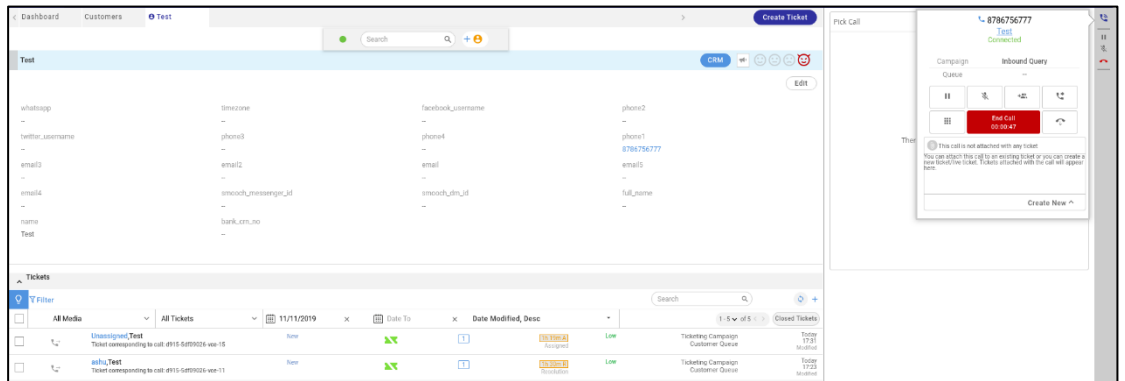 Dashboard
Customers
Test
Create Ticket
Search
Test
CRM
Edit
whatsapp
timezone
facebook_username
phone2
--
--
--
--
twitter_username
phone3
phone4
phone1
--
--
--
8786756777
email3
email2
email
email5
--
--
--
--
email4
smooch_messenger_id
smooch_dm_id
full_name
--
--
--
--
name
bank_crn_no
Test
--
Tickets
Filter
Search
All Media
All Tickets
11/11/2019
Date To
Date Modified, Desc
1 - 5 of 5
Closed Tickets
Unassigned,Test
Ticket corresponding to call: d915-5df09026-vce-15
New
1
Assigned
Low
Ticketing Campaign
Customer Queue
Today
17:31
Modified
ashu,Test
Ticket corresponding to call: d915-5df09026-vce-11
New
1
Resolution
Low
Ticketing Campaign
Customer Queue
Today
17:23
Modified
Pick Call
Ther
8786756777
Test
Connected
Campaign
Inbound Query
Queue
--
End Call
00:00:47
This call is not attached with any ticket
You can attach this call to an existing ticket or you can create a
new ticket/live ticket. Tickets attached with the call will appear
here.
Create New